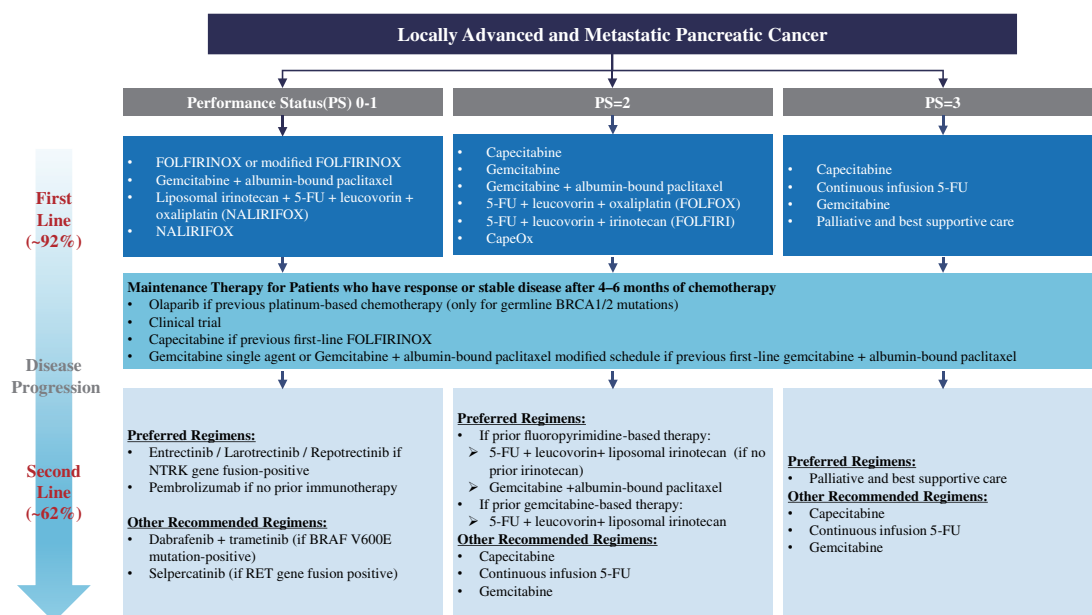 Locally Advanced and Metastatic Pancreatic Cancer
Performance Status(PS) 0-1
PS=2
PS=3
First
Line
(~92%)
• FOLFIRINOX or modified FOLFIRINOX
• Gemcitabine + albumin-bound paclitaxel
• Liposomal irinotecan + 5-FU + leucovorin +
oxaliplatin (NALIRIFOX)
• NALIRIFOX
• Capecitabine
• Gemcitabine
• Gemcitabine + albumin-bound paclitaxel
• 5-FU + leucovorin + oxaliplatin (FOLFOX)
• 5-FU + leucovorin + irinotecan (FOLFIRI)
• CapeOx
• Capecitabine
• Continuous infusion 5-FU
• Gemcitabine
• Palliative and best supportive care
Maintenance Therapy for Patients who have response or stable disease after 4–6 months of chemotherapy
• Olaparib if previous platinum-based chemotherapy (only for germline BRCA1/2 mutations)
• Clinical trial
• Capecitabine if previous first-line FOLFIRINOX
• Gemcitabine single agent or Gemcitabine + albumin-bound paclitaxel modified schedule if previous first-line gemcitabine + albumin-bound paclitaxel
Disease
Progression
Second
Line
(~62%)
Preferred Regimens:
• Entrectinib / Larotrectinib / Repotrectinib if
NTRK gene fusion-positive
• Pembrolizumab if no prior immunotherapy
Other Recommended Regimens:
• Dabrafenib + trametinib (if BRAF V600E
mutation-positive)
• Selpercatinib (if RET gene fusion positive)
Preferred Regimens:
• If prior fluoropyrimidine-based therapy:
➢ 5-FU + leucovorin+ liposomal irinotecan (if no
prior irinotecan)
➢ Gemcitabine +albumin-bound paclitaxel
• If prior gemcitabine-based therapy:
➢ 5-FU + leucovorin+ liposomal irinotecan
Other Recommended Regimens:
• Capecitabine
• Continuous infusion 5-FU
• Gemcitabine
Preferred Regimens:
• Palliative and best supportive care
Other Recommended Regimens:
• Capecitabine
• Continuous infusion 5-FU
• Gemcitabine